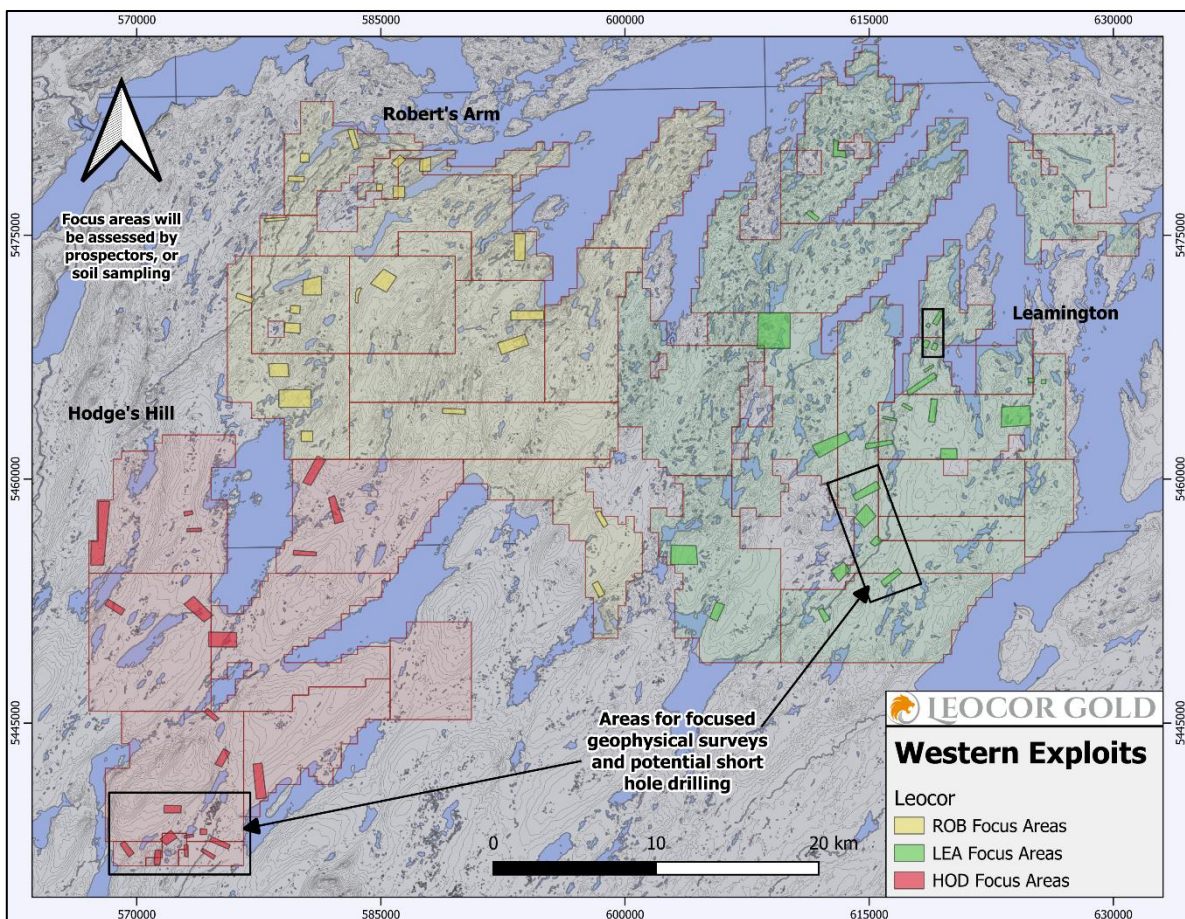 570000
585000
600000
615000
630000
Robert's Arm
Focus areas will
be assessed by
prospectors, or
soil sampling
5475000
5475000
Leamington
Hodge's Hill
5460000
5460000
Areas for focused
geophysical surveys
and potential short
hole drilling
5445000
5445000
LEOCOR GOLD
Western Exploits
Leocor
ROB Focus Areas
LEA Focus Areas
HOD Focus Areas
0
10
20 km
570000
585000
600000
615000
630000